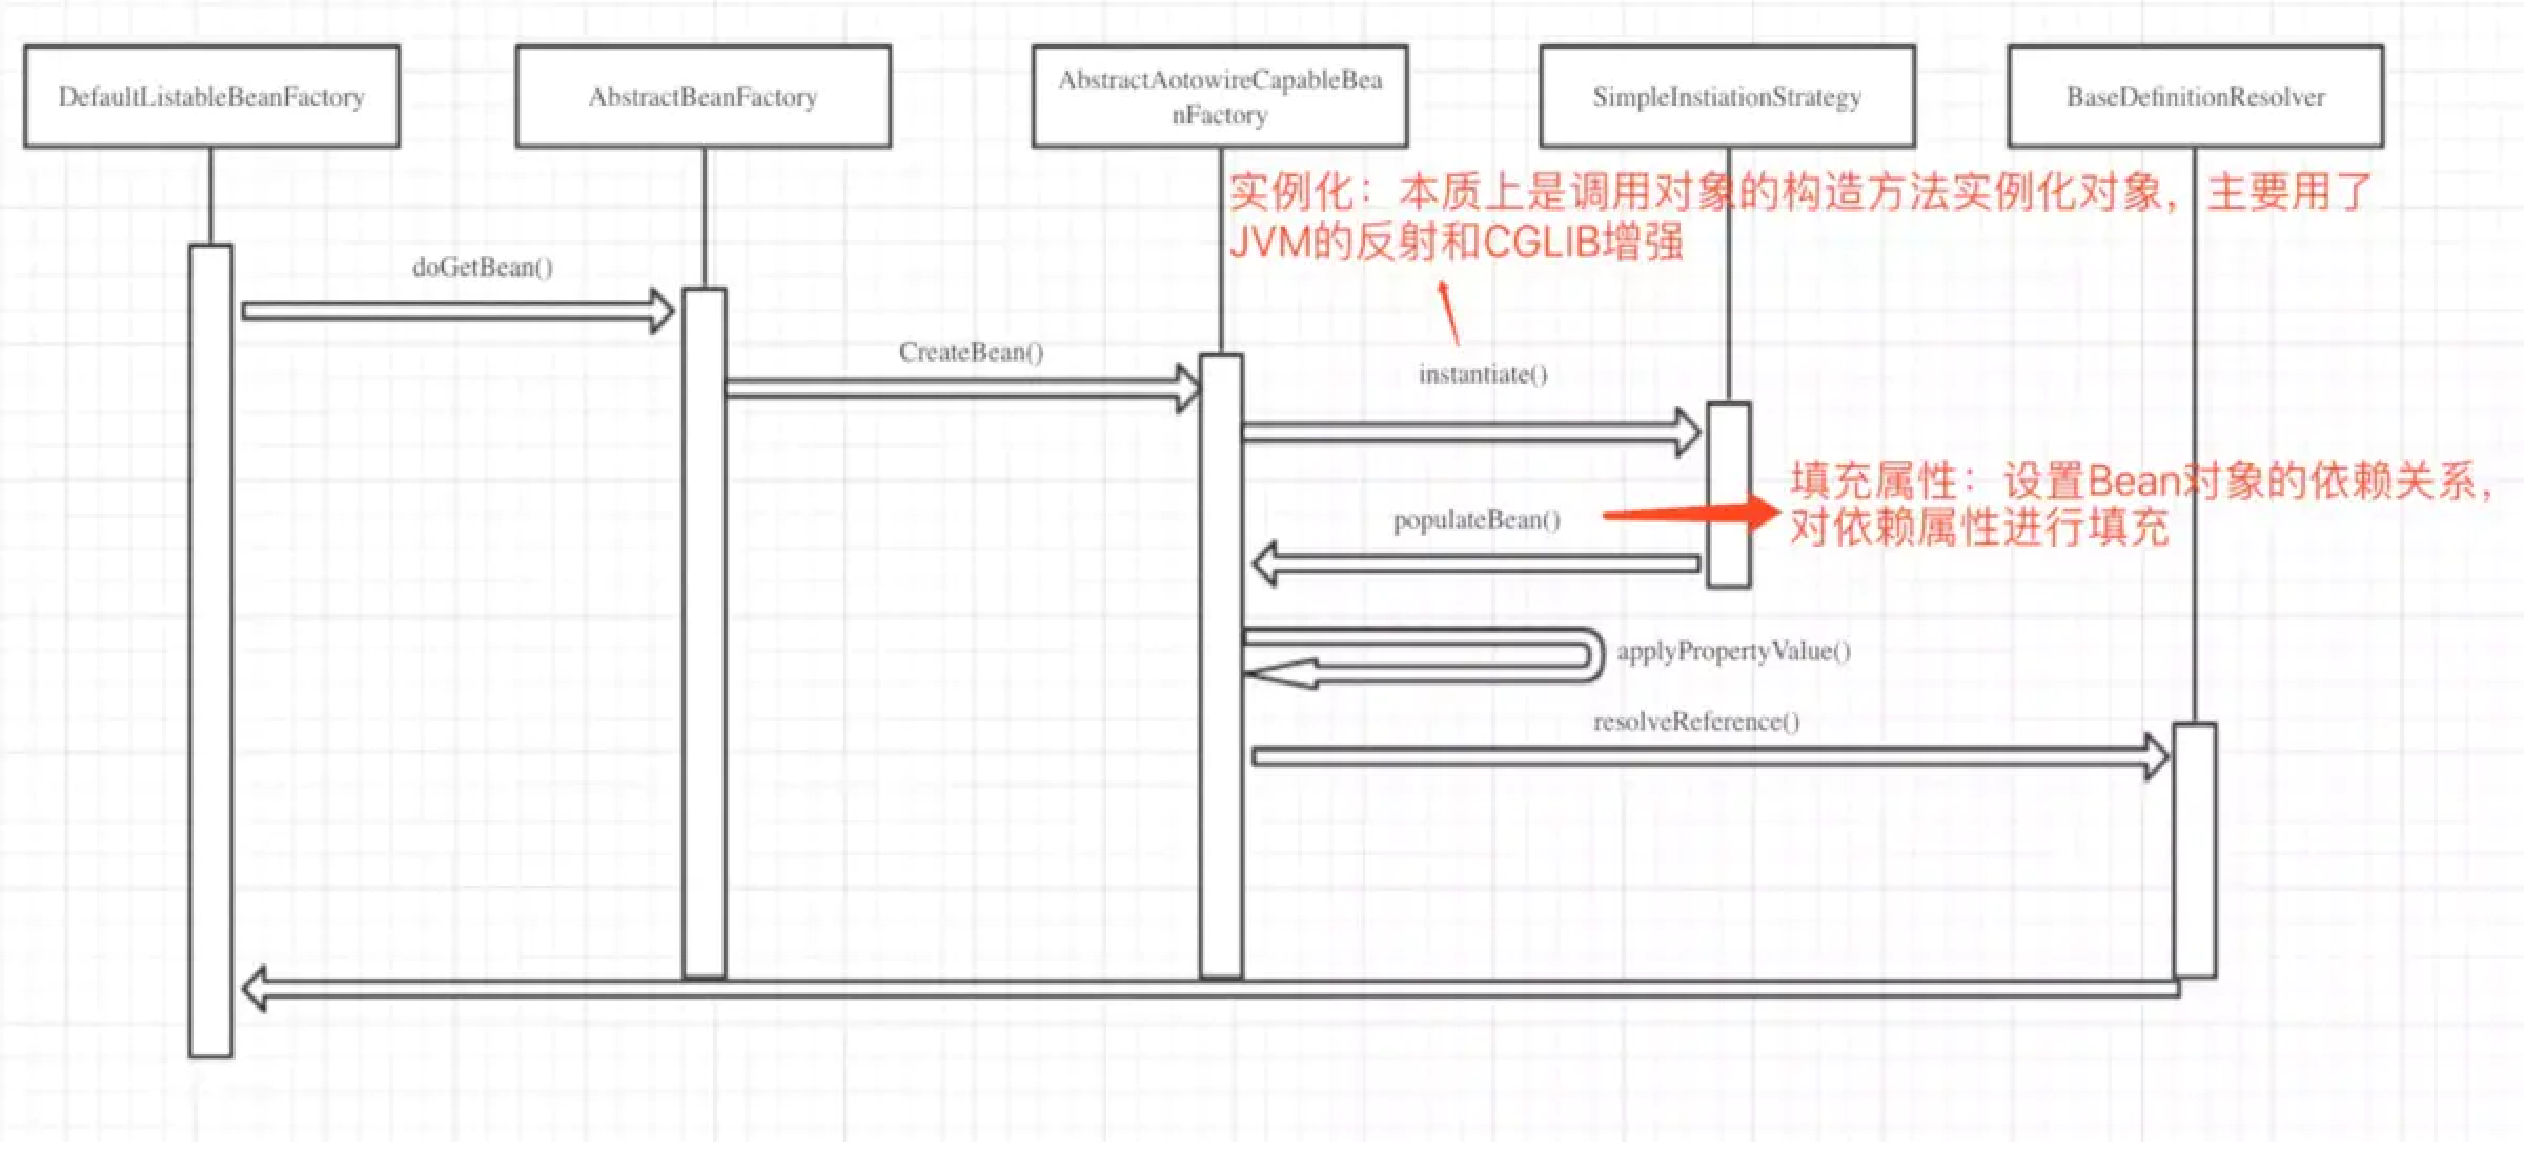 DefaultListableBeanFactory
AbstractBeanFactory
AbstractAotowireCapableBea
nFactory
SimpleInstiationStrategy
BaseDefinitionResolver
实例化：本质上是调用对象的构造方法实例化对象，主要用了
JVM的反射和CGLIB增强
doGetBean()
CreateBean()
instantiate()
populateBean()
填充属性：设置Bean对象的依赖关系，
对依赖属性进行填充
applyPropertyValue()
resolveReference()